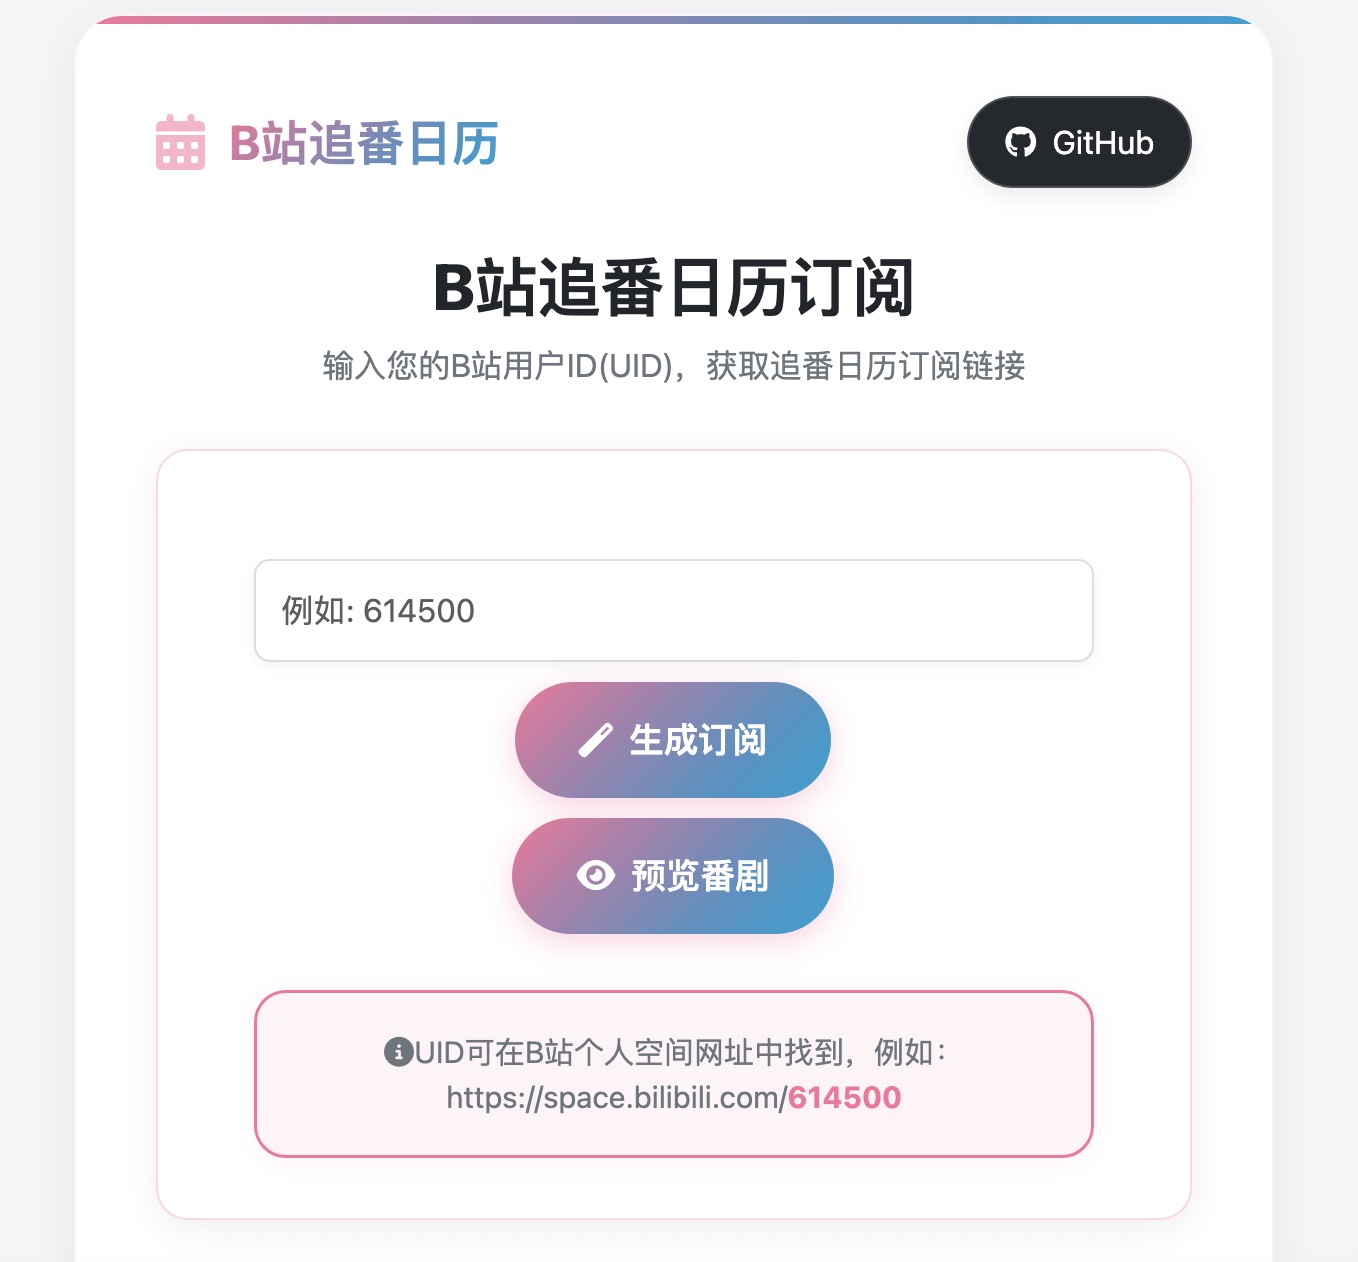 B站追番日历
GitHub
B站追番日历订阅
输入您的B站用户ID(UID)，获取追番日历订阅链接
例如: 614500
生成订阅
预览番剧
UID可在B站个人空间网址中找到，例如：
https://space.bilibili.com/614500